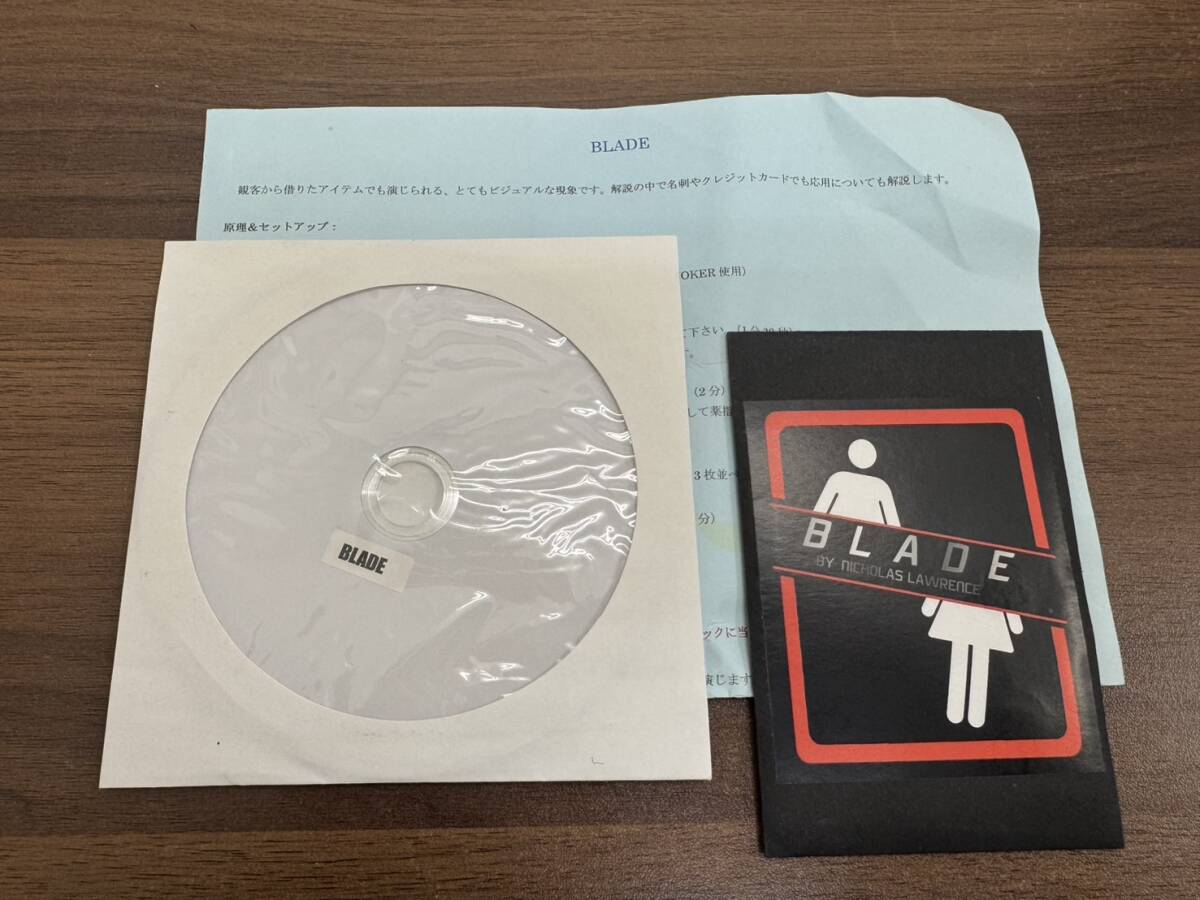 BLADE
観客から借りたアイテムでも演じられる、とてもビジュアルな現象です。解説の中で名刺やクレジットカードでも応用についても解説します。
原理&セットアップ：
OKER 使用)
下さい
(2分)
して薬指
3 枚並べ
分)
ックに当
演じます
BLADE
BLADE
BY NICHOLAS LAWRENCE